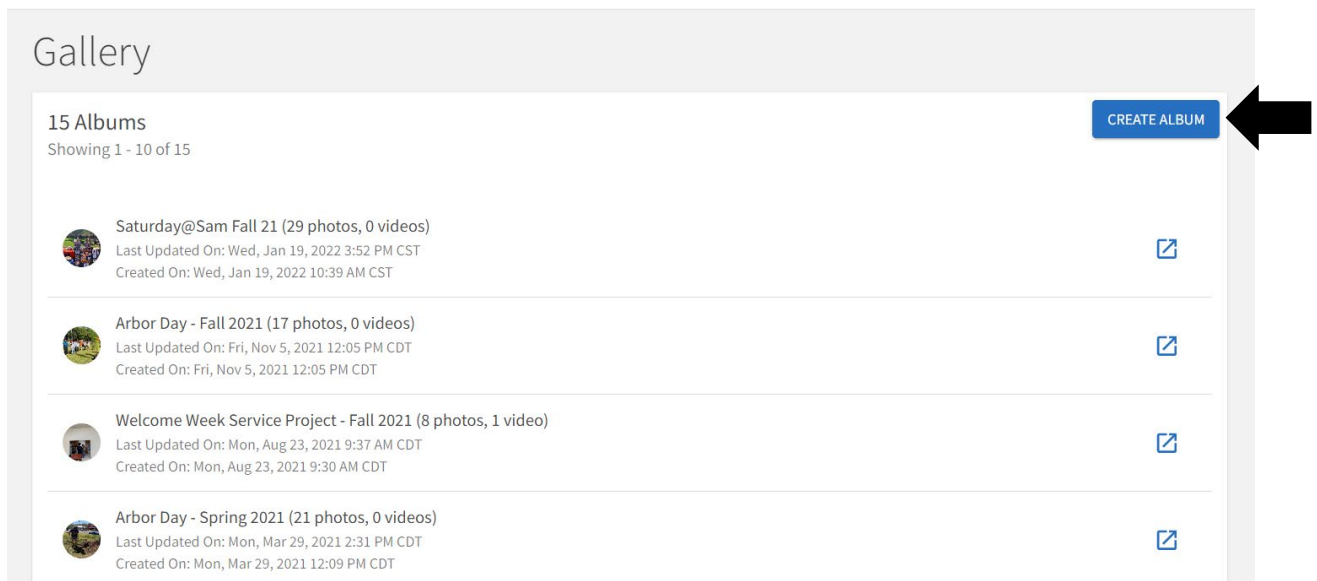 Gallery
15 Albums
CREATE ALBUM
Showing 1 - 10 of 15
Saturday@Sam Fall 21 (29 photos, 0 videos)
Last Updated On: Wed, Jan 19, 2022 3:52 PM CST
Created On: Wed, Jan 19, 2022 10:39 AM CST
Arbor Day - Fall 2021 (17 photos, 0 videos)
Last Updated On: Fri, Nov 5, 2021 12:05 PM CDT
Created On: Fri, Nov 5, 2021 12:05 PM CDT
Welcome Week Service Project - Fall 2021 (8 photos, 1 video)
Last Updated On: Mon, Aug 23, 2021 9:37 AM CDT
Created On: Mon, Aug 23, 2021 9:30 AM CDT
Arbor Day - Spring 2021 (21 photos, 0 videos)
Last Updated On: Mon, Mar 29, 2021 2:31 PM CDT
Created On: Mon, Mar 29, 2021 12:09 PM CDT